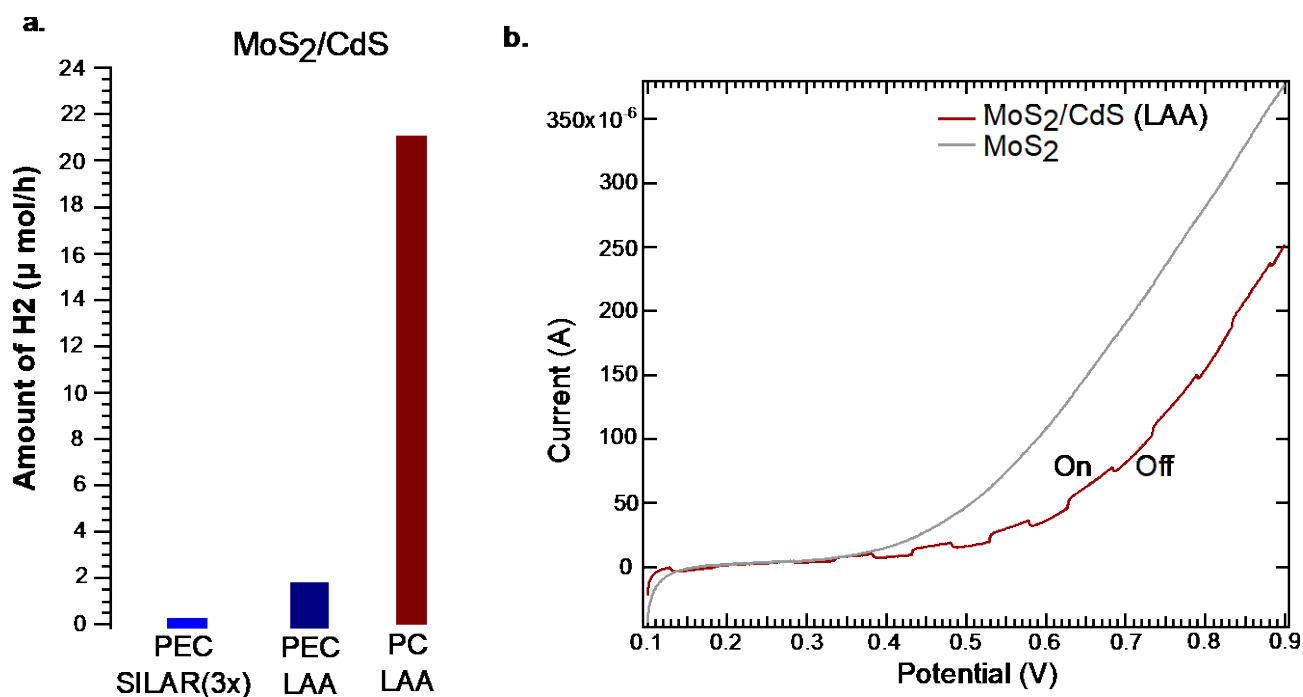 a.
MoS2/CdS
24
22
20
18
16
14
12
10
8
6
4
2
0
Amount of H2 (μ mol/h)
PEC
SILAR(3x)
PEC
LAA
PC
LAA
b.
MoS2/CdS (LAA)
MoS2
350x10-6
300
250
200
150
100
50
0
Current (A)
On
Off
0.1 0.2 0.3 0.4 0.5 0.6 0.7 0.8 0.9
Potential (V)